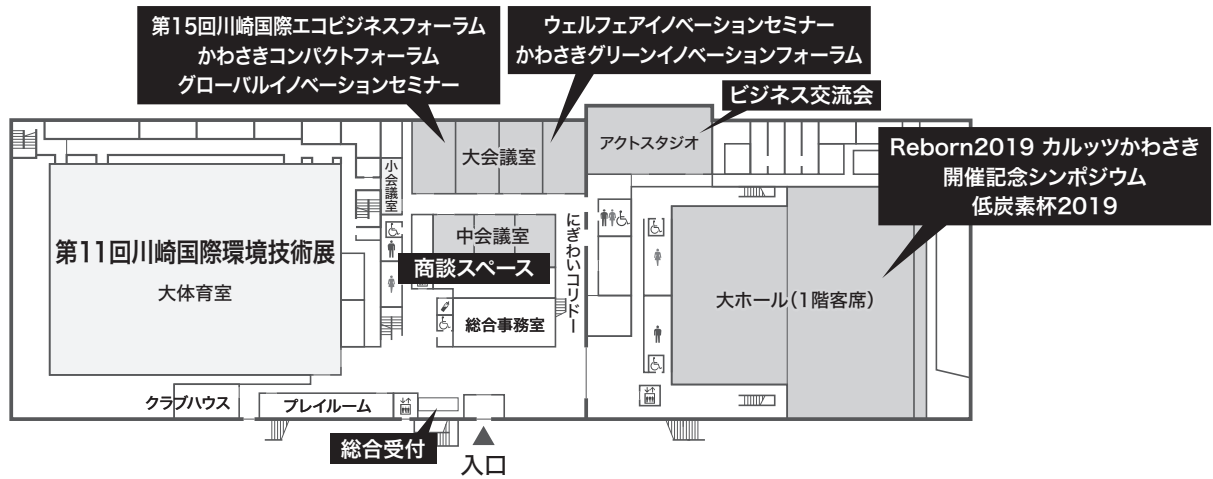 第15回川崎国際エコビジネスフォーラム
かわさきコンパクトフォーラム
グローバルイノベーションセミナー
ウェルフェアイノベーションセミナー
かわさきグリーンイノベーションフォーラム
ビジネス交流会
Reborn2019 カルッツかわさき
開催記念シンポジウム
低炭素杯2019
アクトスタジオ
大会議室
小会議室
中会議室
商談スペース
にぎわいコリドー
第11回川崎国際環境技術展
大体育室
大ホール（1階客席）
総合事務室
クラブハウス
プレイルーム
総合受付
入口